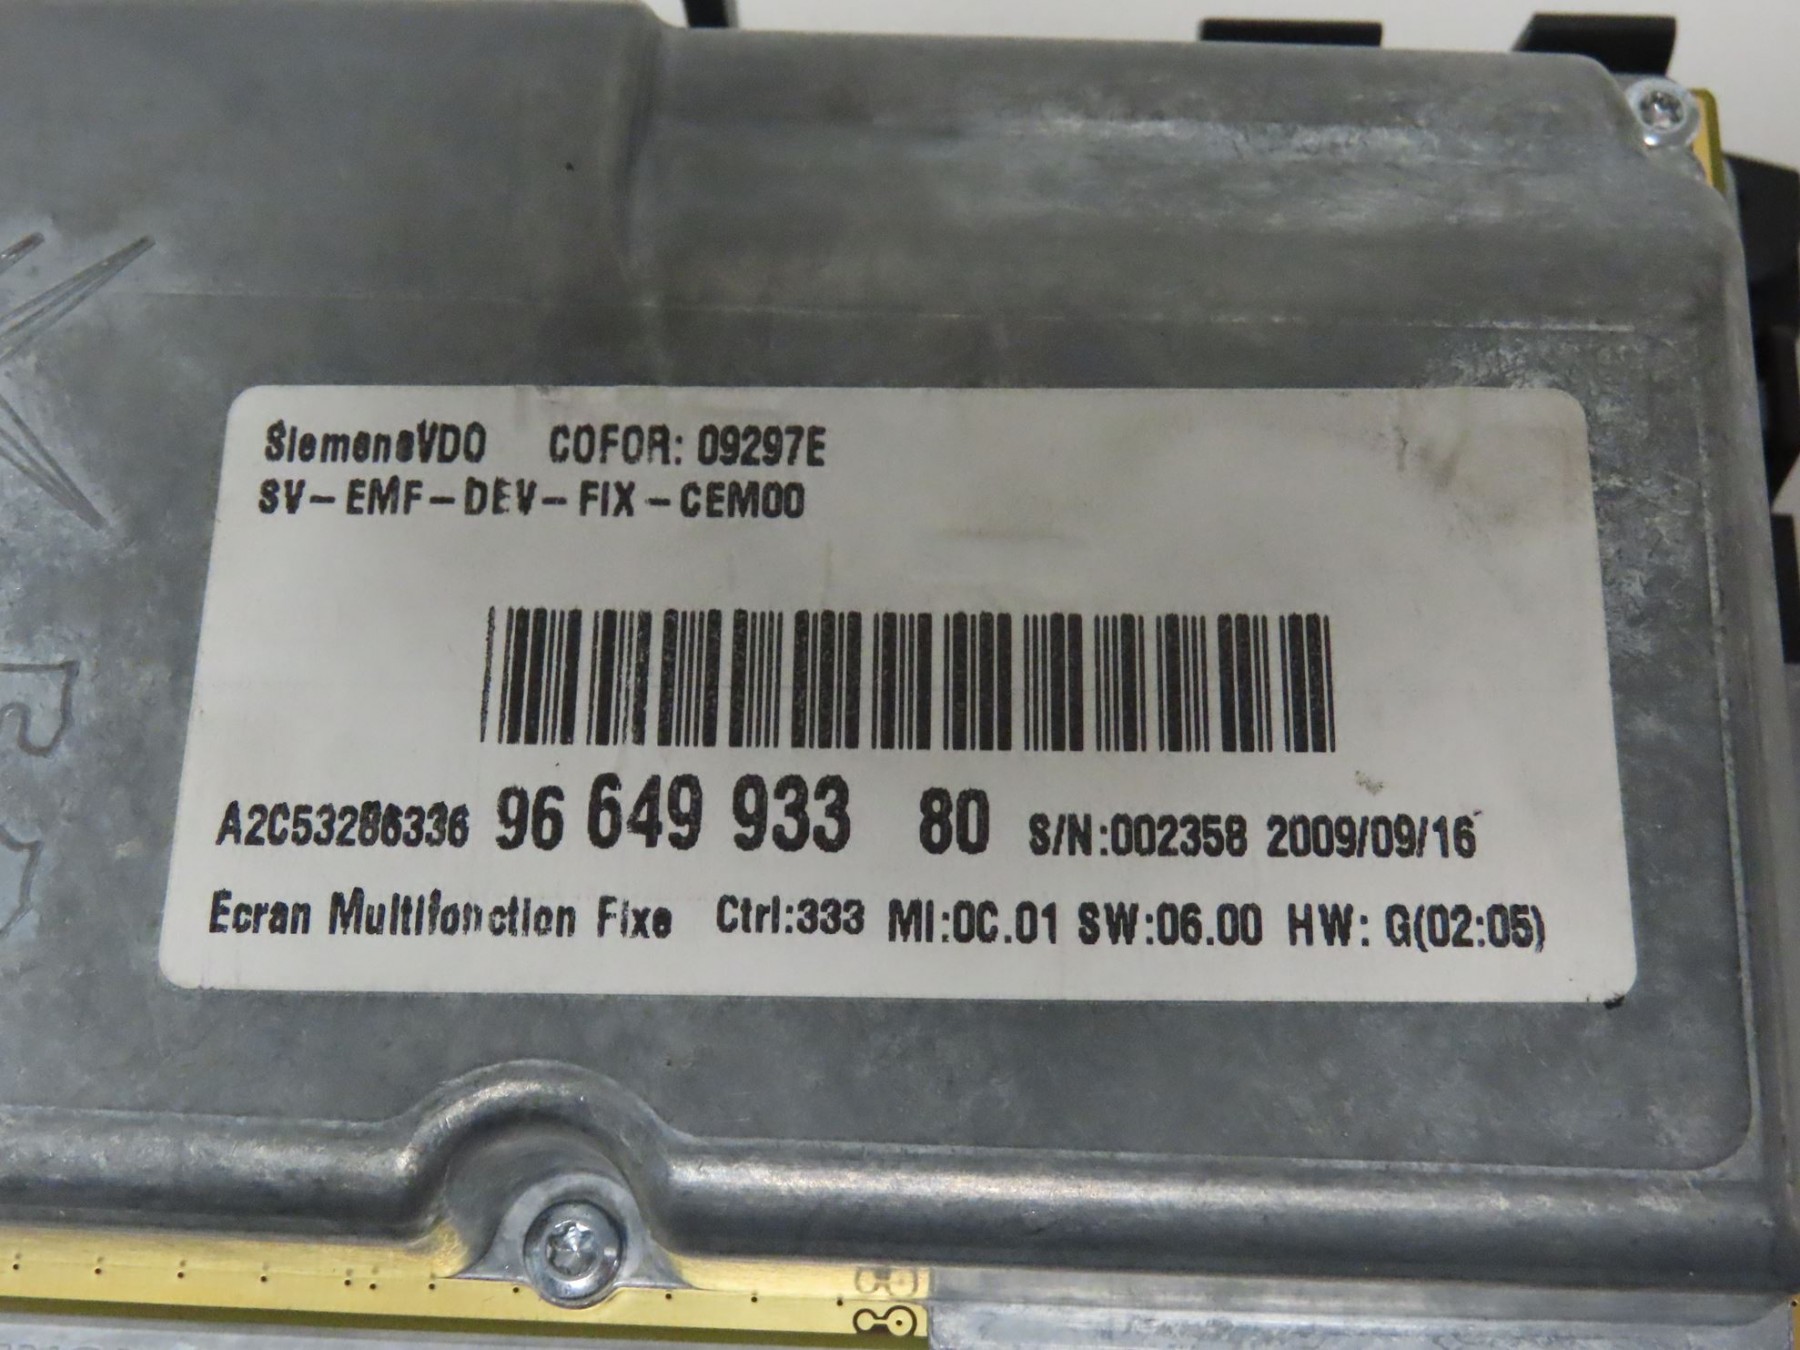 SiemensVDO COFOR: 09297E
SV-EMF-DEV-FIX-CEM00
A2C53286336 96 649 933 80 S/N:002358 2009/09/16
Ecran Multifonction Fixe Ctrl:333 MI:0C.01 SW:06.00 HW: G(02:05)